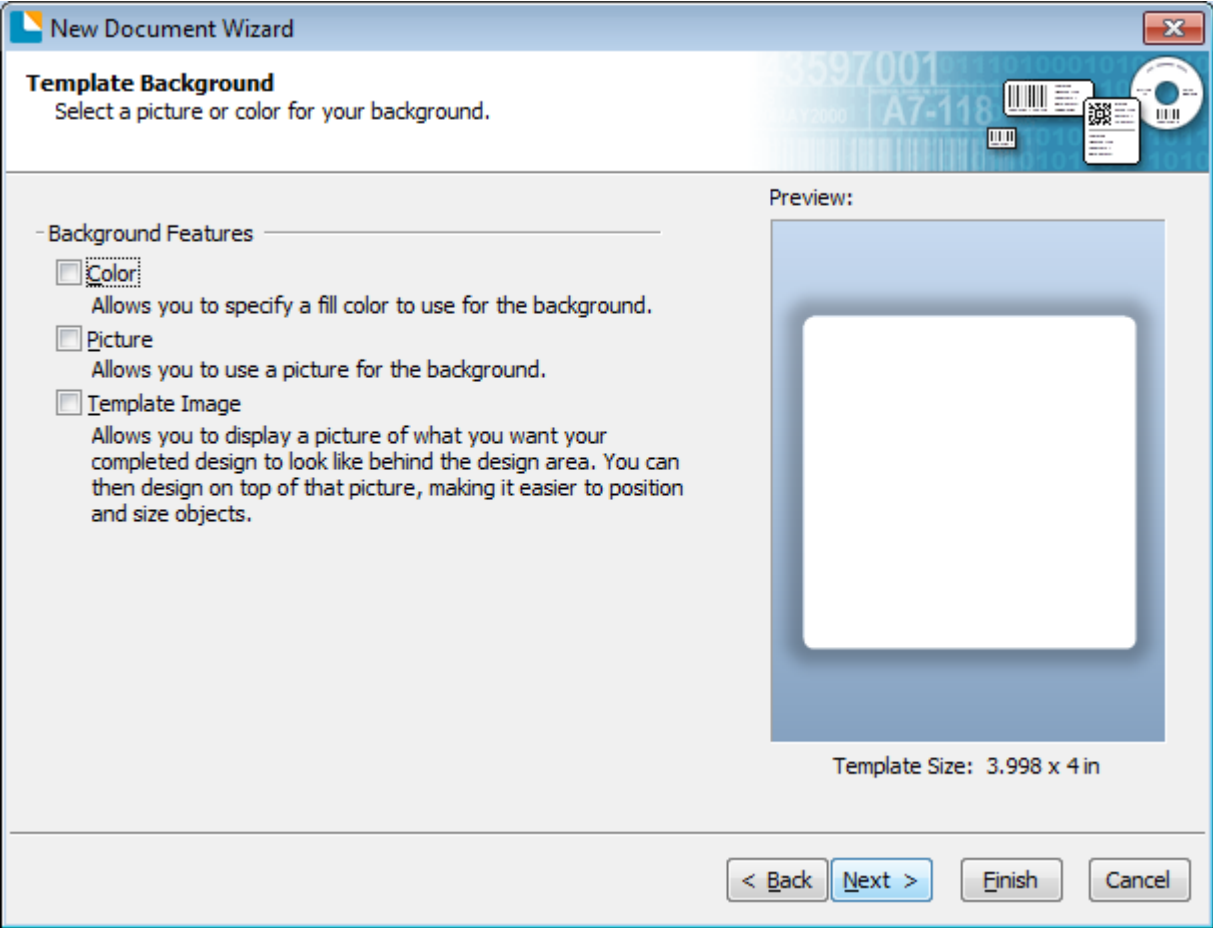 New Document Wizard
Template Background
Select a picture or color for your background.
3597001
A7-118
Preview:
Background Features
Color
Allows you to specify a fill color to use for the background.
Picture
Allows you to use a picture for the background.
Template Image
Allows you to display a picture of what you want your
completed design to look like behind the design area. You can
then design on top of that picture, making it easier to position
and size objects.
Template Size: 3.998 x 4 in
< Back
Next >
Finish
Cancel